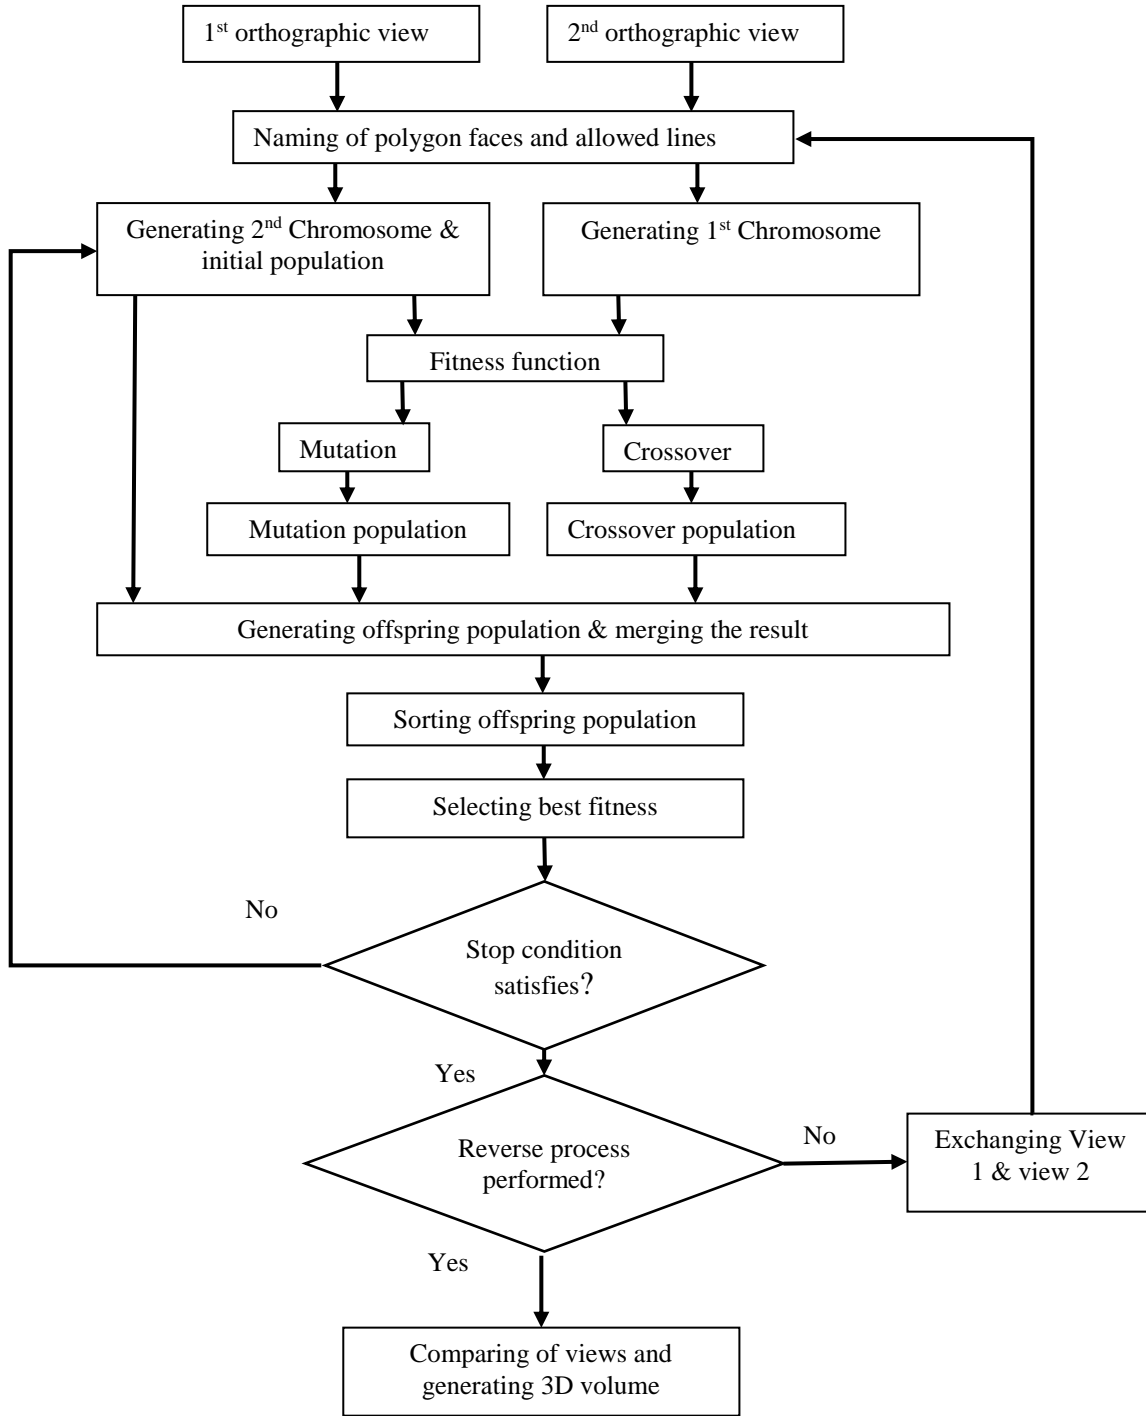 1st orthographic view
2nd orthographic view
Naming of polygon faces and allowed lines
Generating 2nd Chromosome &
initial population
Generating 1st Chromosome
Fitness function
Mutation
Crossover
Mutation population
Crossover population
Generating offspring population & merging the result
Sorting offspring population
Selecting best fitness
No
Stop condition
satisfies?
Yes
Reverse process
performed?
No
Exchanging View
1 & view 2
Yes
Comparing of views and
generating 3D volume